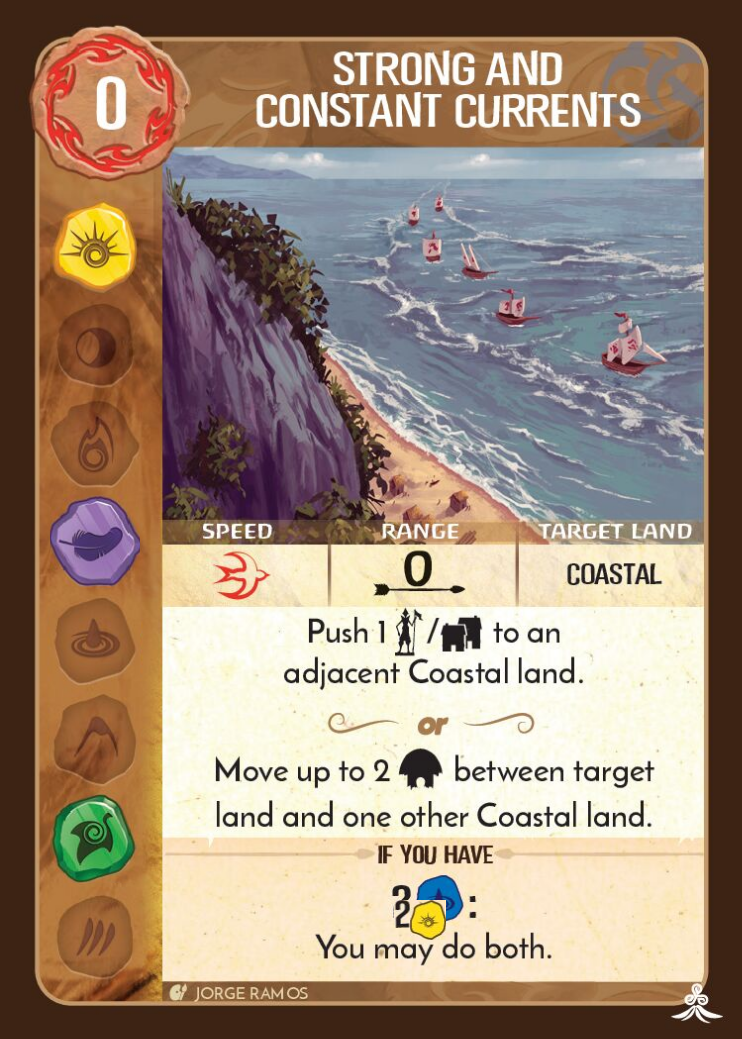 0
STRONG AND
CONSTANT CURRENTS
SPEED RANGE TARGET LAND
0 COASTAL
Push 1 / to an
adjacent Coastal land.
or
Move up to 2 between target
land and one other Coastal land.
IF YOU HAVE
2 :
You may do both.
JORGE RAMOS